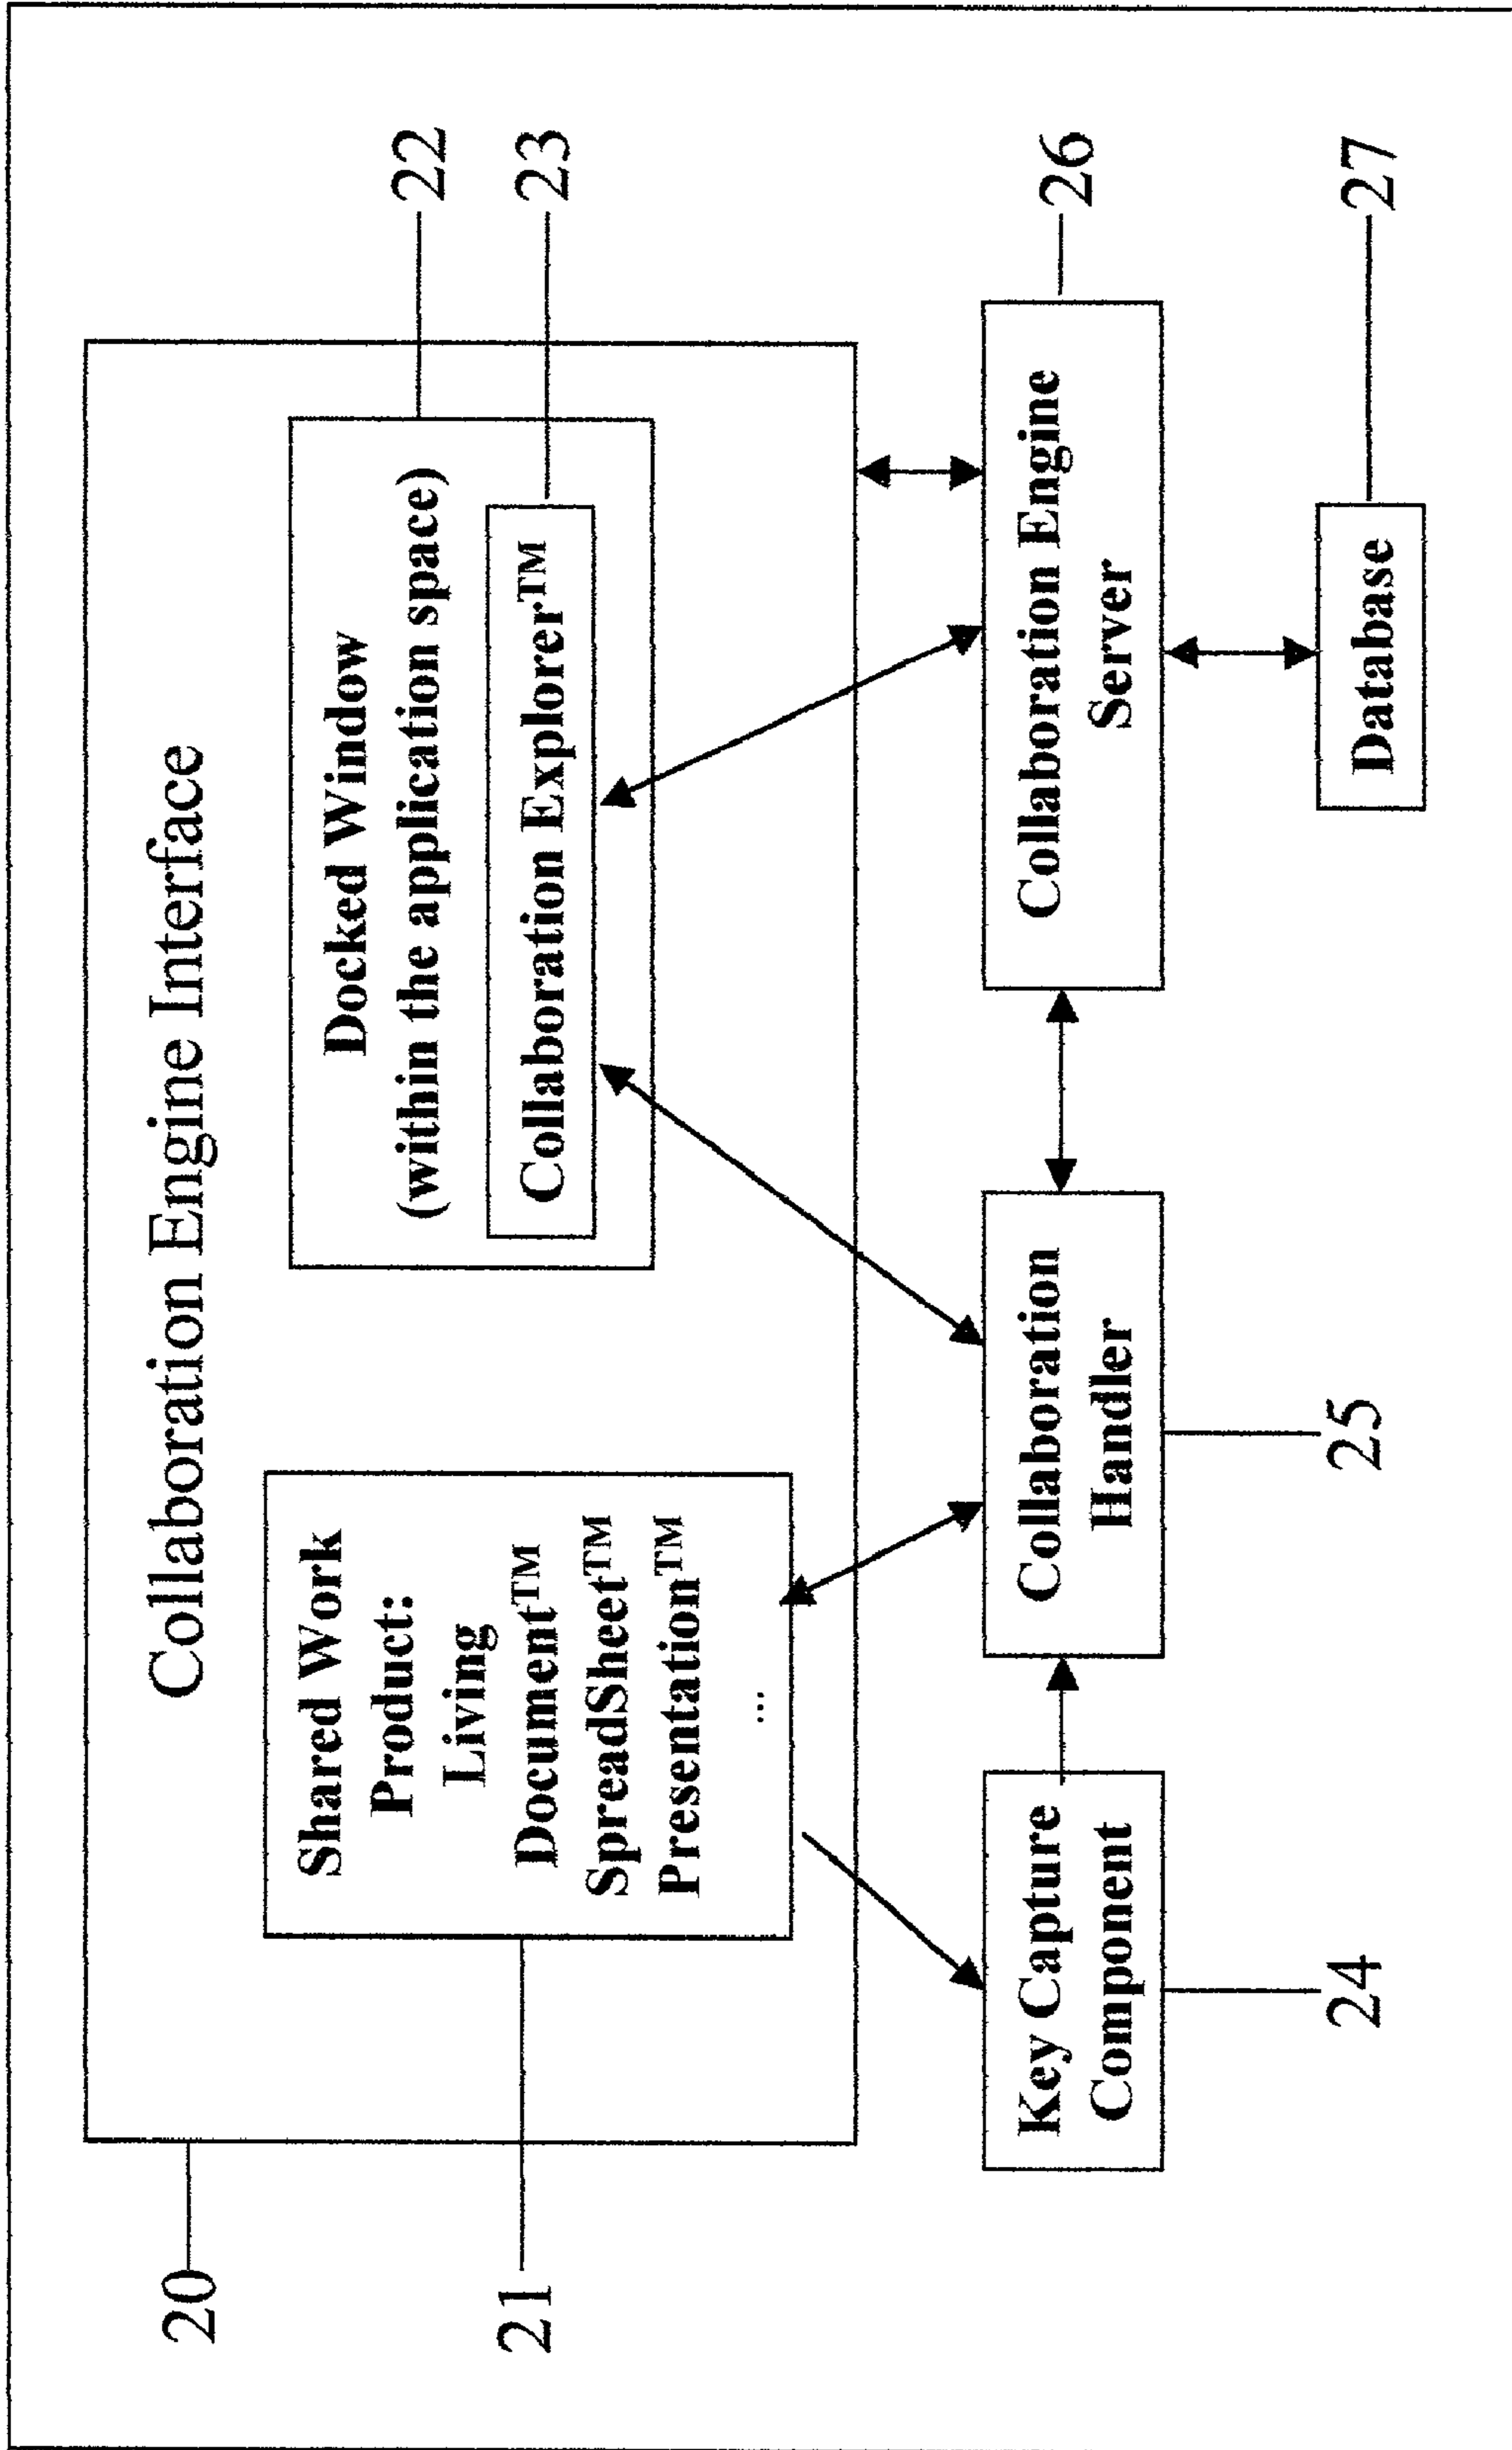 Collaboration Engine Interface
20
Shared Work
Product:
Living
Document™
SpreadSheet™
Presentation™
...
21
Docked Window
(within the application space)
22
Collaboration Explorer™
23
Key Capture
Component
24
Collaboration
Handler
25
Collaboration Engine
Server
26
Database
27